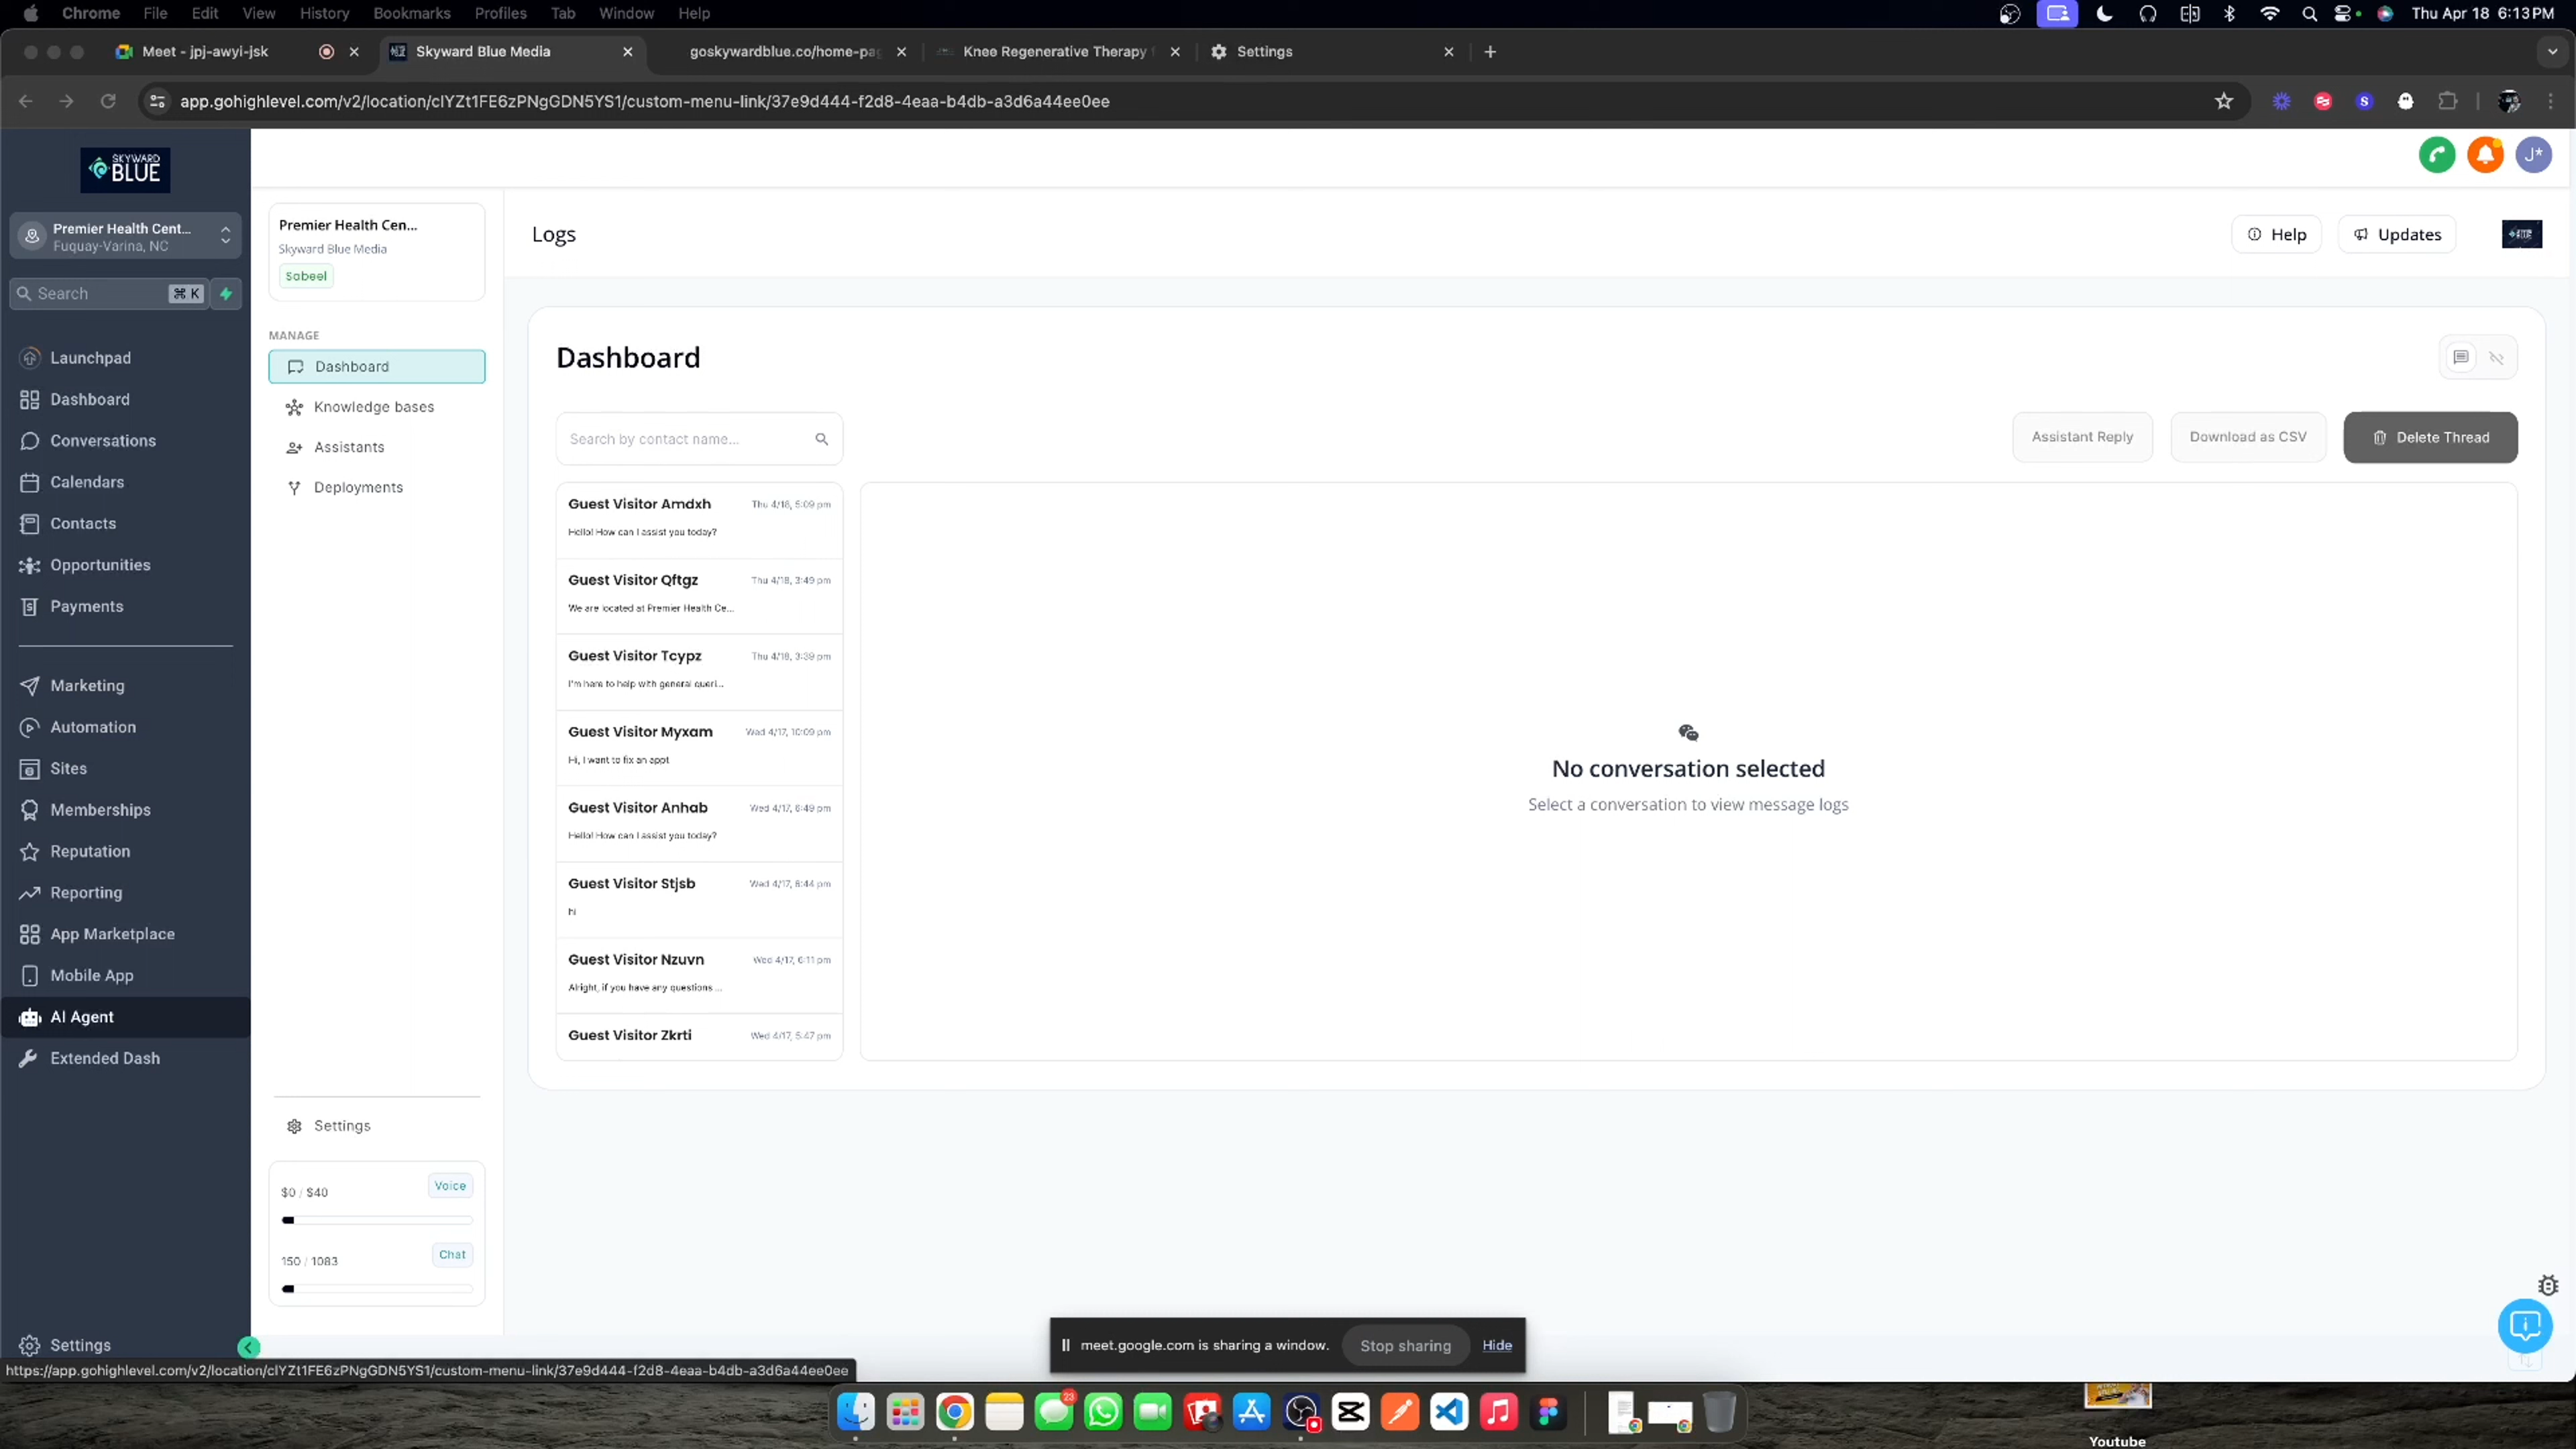 Chrome File Edit View History Bookmarks Profiles Tab Window Help Thu Apr 18 6:13PM
Meet - jpj-awyi-jsk
Skyward Blue Media
goskywardblue.co/home-pag
Knee Regenerative Therapy
Settings
app.gohighlevel.com/v2/location/clYZt1FE6zPNgGDN5YS1/custom-menu-link/37e9d444-f2d8-4eaa-b4db-a3d6a44ee0ee
SKYWARD
BLUE
J*
Premier Health Cent...
Fuquay-Varina, NC
Search ⌘ K
Launchpad
Dashboard
Conversations
Calendars
Contacts
Opportunities
Payments
Marketing
Automation
Sites
Memberships
Reputation
Reporting
App Marketplace
Mobile App
AI Agent
Extended Dash
Settings
Premier Health Cen...
Skyward Blue Media
Sabeel
MANAGE
Dashboard
Knowledge bases
Assistants
Deployments
Settings
$0 / $40 Voice
150 / 1083 Chat
Logs
Help
Updates
Dashboard
Search by contact name...
Assistant Reply
Download as CSV
Delete Thread
Guest Visitor Amdxh Thu 4/18, 5:09 pm
Hello! How can I assist you today?
Guest Visitor Qftgz Thu 4/18, 3:49 pm
We are located at Premier Health Ce...
Guest Visitor Tcypz Thu 4/18, 3:39 pm
I'm here to help with general queri...
Guest Visitor Myxam Wed 4/17, 10:09 pm
Hi, I want to fix an appt
Guest Visitor Anhab Wed 4/17, 6:49 pm
Hello! How can I assist you today?
Guest Visitor Stjsb Wed 4/17, 6:44 pm
hi
Guest Visitor Nzuvn Wed 4/17, 6:11 pm
Alright, if you have any questions ...
Guest Visitor Zkrti Wed 4/17, 5:47 pm
No conversation selected
Select a conversation to view message logs
meet.google.com is sharing a window. Stop sharing Hide
https://app.gohighlevel.com/v2/location/clYZt1FE6zPNgGDN5YS1/custom-menu-link/37e9d444-f2d8-4eaa-b4db-a3d6a44ee0ee
23
Youtube